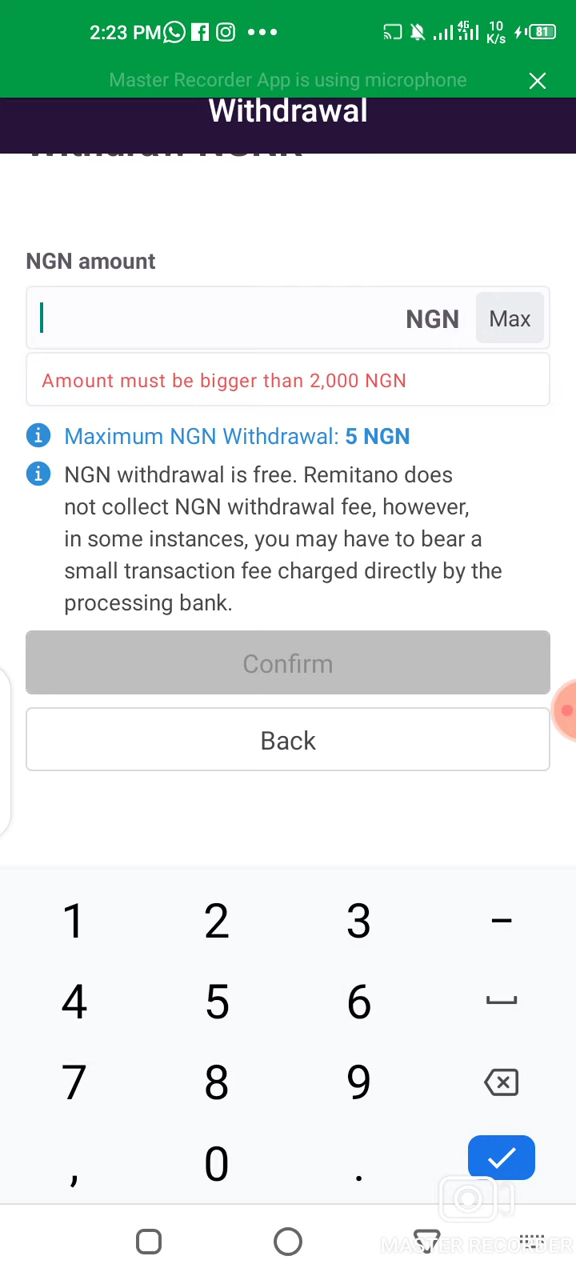 2:23 PM
4G
10 K/s
81
Master Recorder App is using microphone
Withdrawal
Withdraw NGNR
NGN amount
NGN Max
Amount must be bigger than 2,000 NGN
Maximum NGN Withdrawal: 5 NGN
NGN withdrawal is free. Remitano does
not collect NGN withdrawal fee, however,
in some instances, you may have to bear a
small transaction fee charged directly by the
processing bank.
Confirm
Back
1 2 3 -
4 5 6
7 8 9
, 0 .
MASTER RECORDER